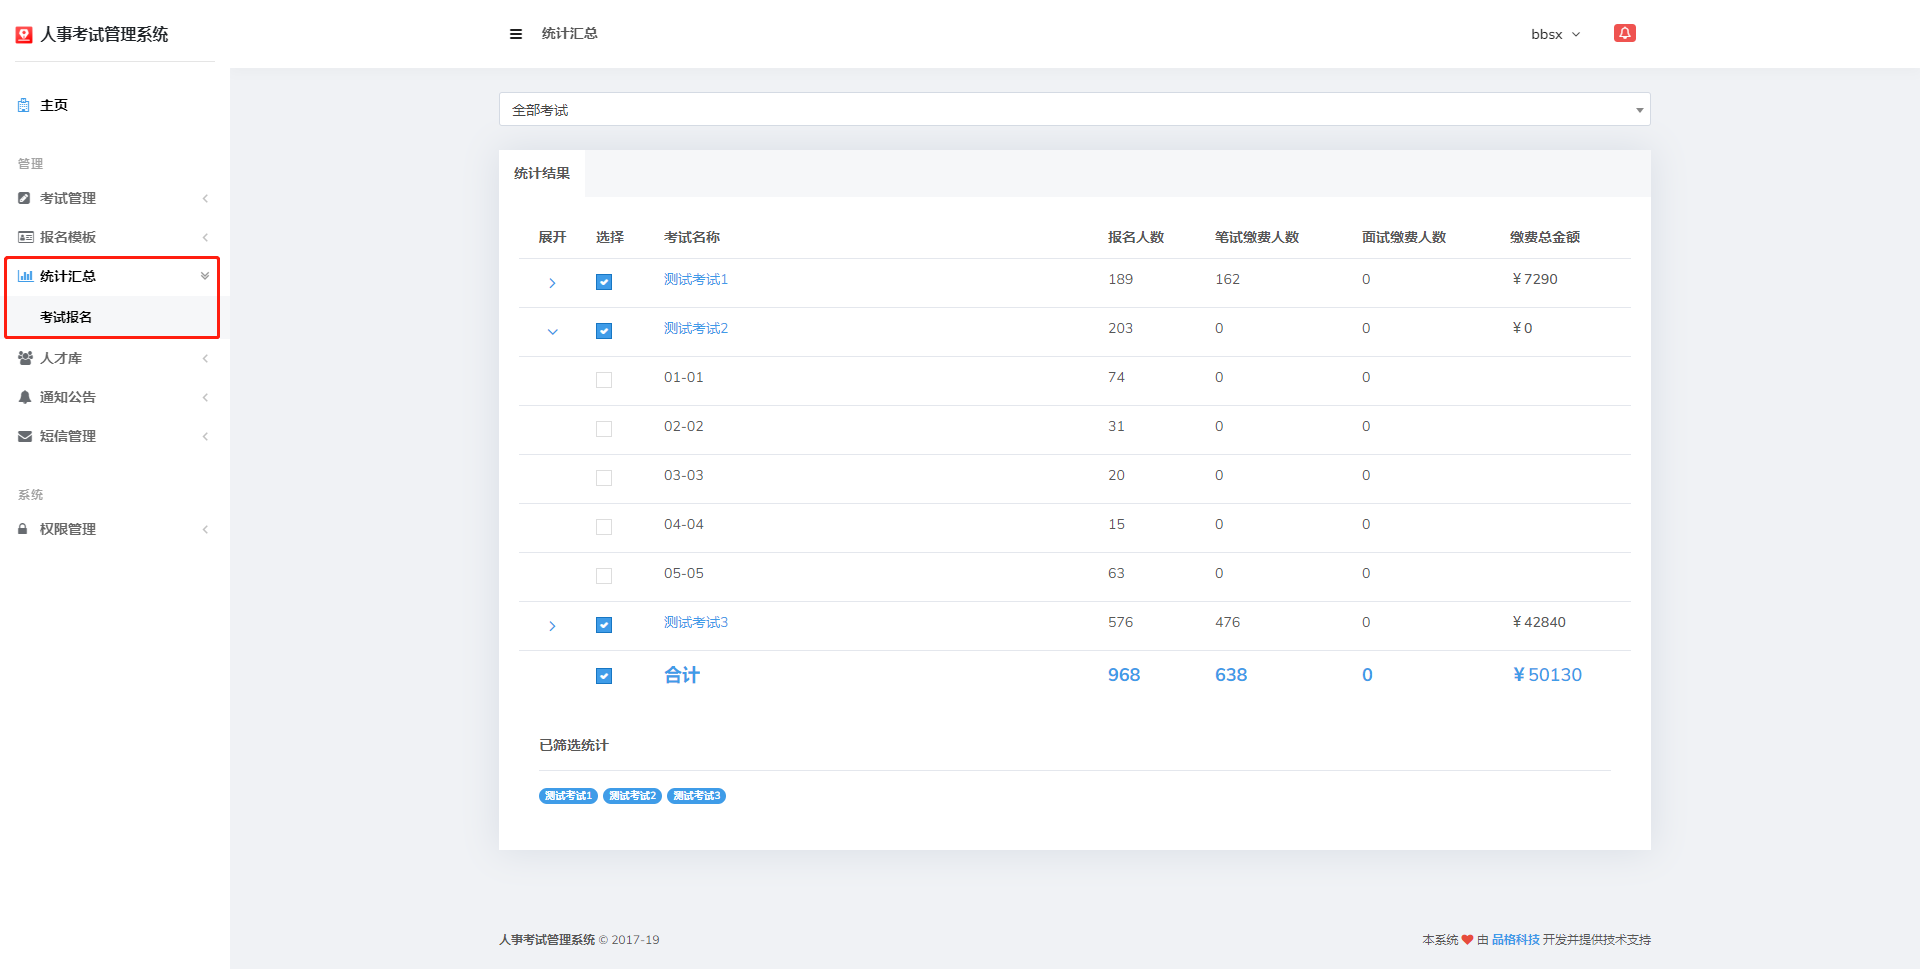 人事考试管理系统
统计汇总
bbsx
主页
管理
考试管理
报名模板
统计汇总
考试报名
人才库
通知公告
短信管理
系统
权限管理
全部考试
统计结果
展开 选择 考试名称 报名人数 笔试缴费人数 面试缴费人数 缴费总金额
测试考试1 189 162 0 ￥7290
测试考试2 203 0 0 ￥0
01-01 74 0 0
02-02 31 0 0
03-03 20 0 0
04-04 15 0 0
05-05 63 0 0
测试考试3 576 476 0 ￥42840
合计 968 638 0 ￥50130
已筛选统计
测试考试1 测试考试2 测试考试3
人事考试管理系统 © 2017-19
本系统 ❤ 由 品格科技 开发并提供技术支持